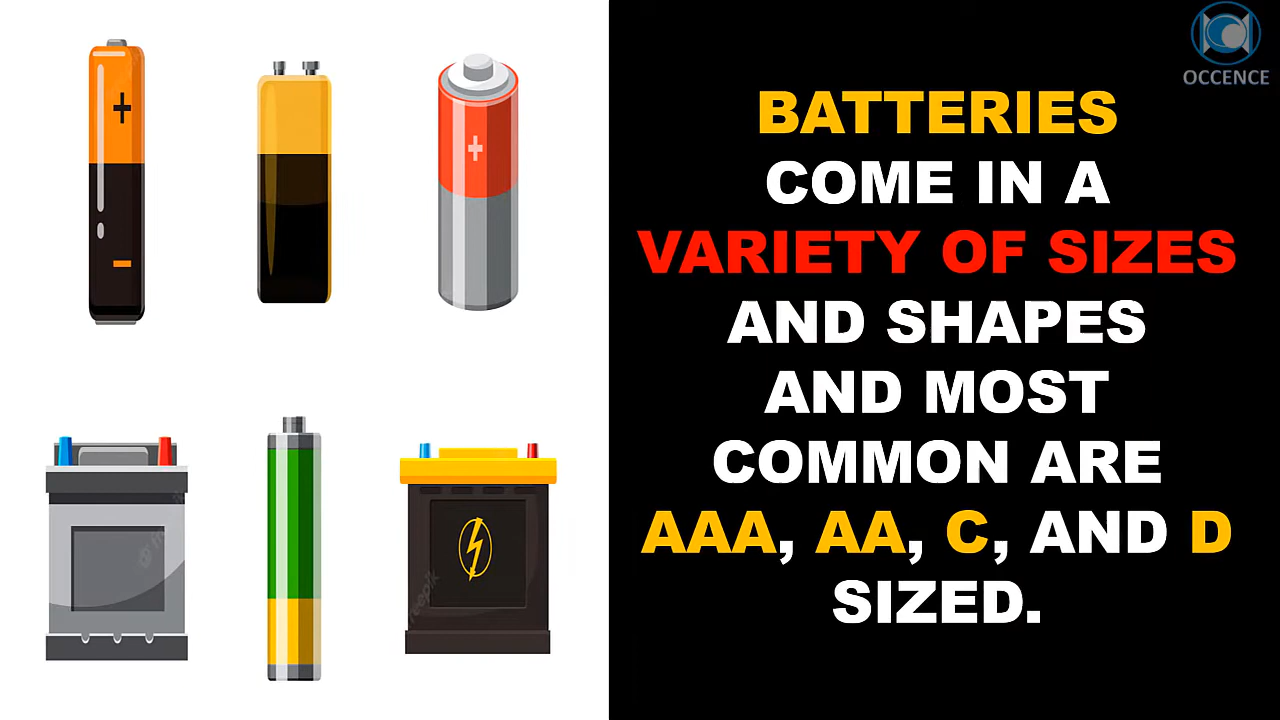 OCCENCE
BATTERIES
COME IN A
VARIETY OF SIZES
AND SHAPES
AND MOST
COMMON ARE
AAA, AA, C, AND D
SIZED.